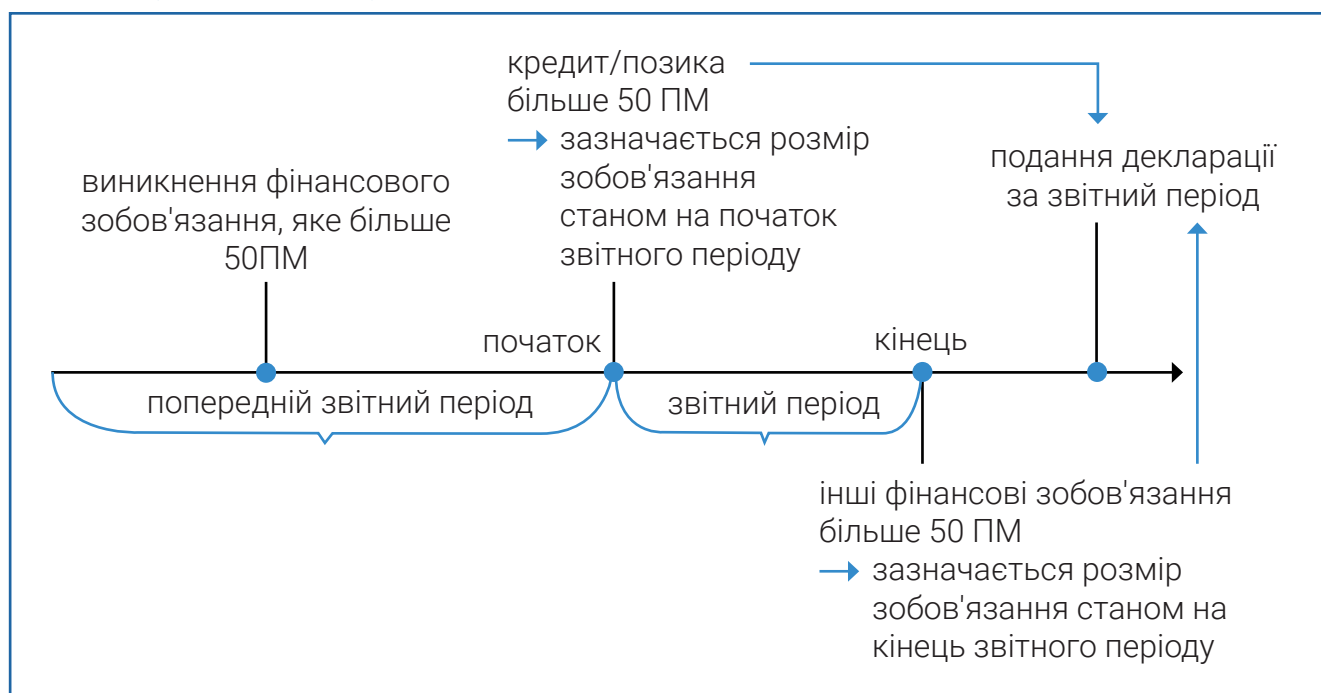 кредит/позика
більше 50 ПМ
зазначається розмір
зобов'язання
станом на початок
звітного періоду
виникнення фінансового
зобов'язання, яке більше
50ПМ
подання декларації
за звітний період
початок
кінець
попередній звітний період
звітний період
інші фінансові зобов'язання
більше 50 ПМ
зазначається розмір
зобов'язання станом на
кінець звітного періоду